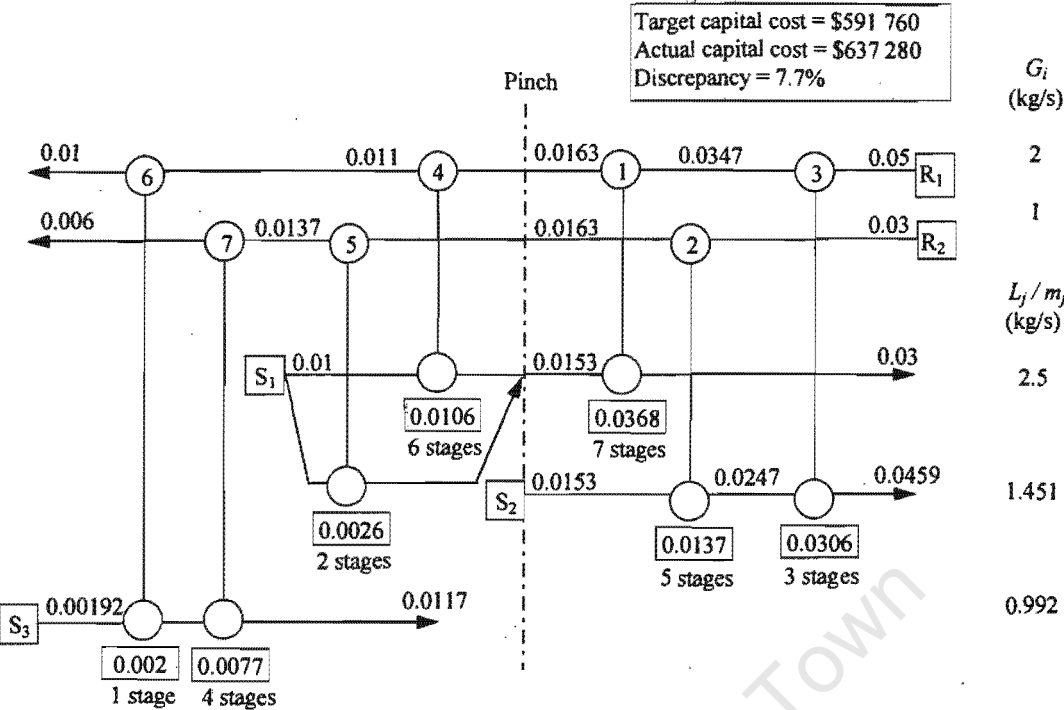 Target capital cost = $591 760
Actual capital cost = $637 280
Discrepancy = 7.7%
Pinch
Gi
(kg/s)
0.01 6 0.011 4 0.0163 1 0.0347 3 0.05 R1 2
0.006 7 0.0137 5 0.0163 2 0.03 R2 1
Lj / mj
(kg/s)
S1 0.01 0.0153 0.03 2.5
0.0106 0.0368
6 stages 7 stages
S2 0.0153 0.0247 0.0459 1.451
0.0026 0.0137 0.0306
2 stages 5 stages 3 stages
S3 0.00192 0.0117 0.992
0.002 0.0077
1 stage 4 stages
Town